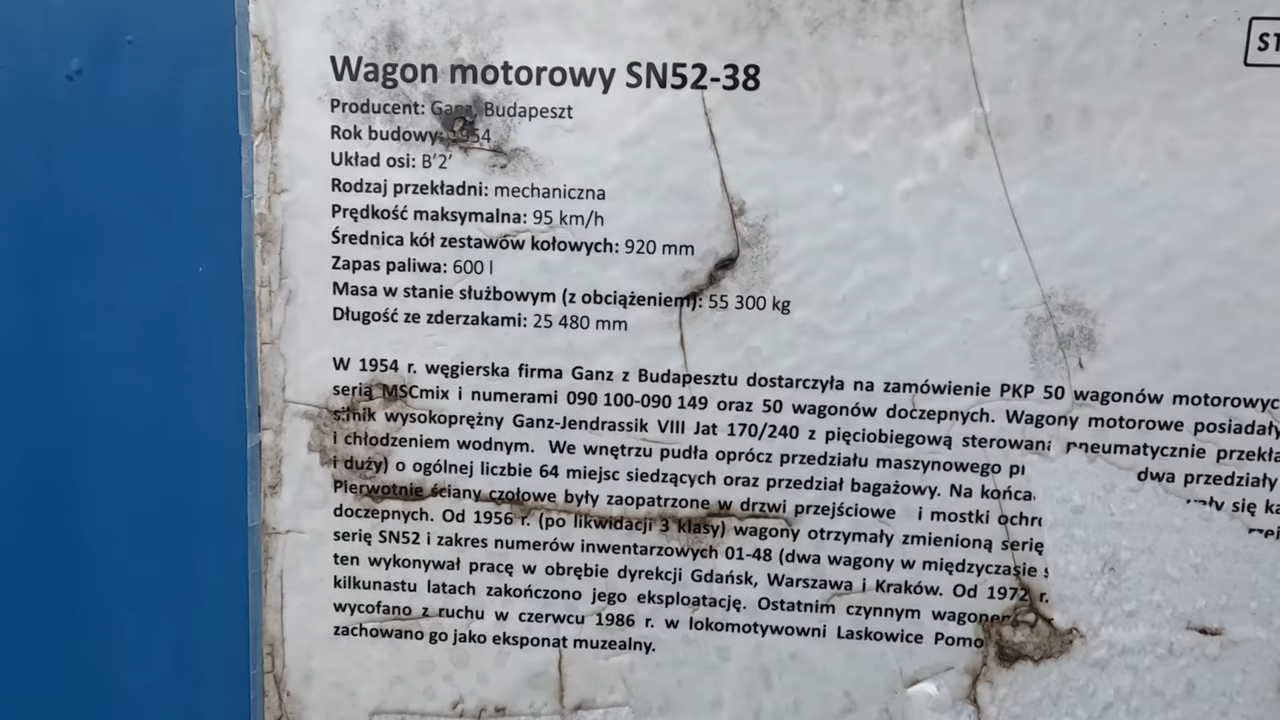 ST
Wagon motorowy SN52-38
Producent: Ganz, Budapeszt
Rok budowy: 1954
Układ osi: B'2'
Rodzaj przekładni: mechaniczna
Prędkość maksymalna: 95 km/h
Średnica kół zestawów kołowych: 920 mm
Zapas paliwa: 600 l
Masa w stanie służbowym (z obciążeniem): 55 300 kg
Długość ze zderzakami: 25 480 mm
W 1954 r. węgierska firma Ganz z Budapesztu dostarczyła na zamówienie PKP 50 wagonów motorowyc
serią MSCmix i numerami 090 100-090 149 oraz 50 wagonów doczepnych. Wagony motorowe posiadały
silnik wysokoprężny Ganz-Jendrassik VIII Jat 170/240 z pięciobiegową sterowaną pneumatycznie przekła
i chłodzeniem wodnym. We wnętrzu pudła oprócz przedziału maszynowego dwa przedziały
i duży) o ogólnej liczbie 64 miejsc siedzących oraz przedział bagażowy. Na końca się ka
Pierwotnie ściany czołowe były zaopatrzone w drzwi przejściowe i mostki ochr
doczepnych. Od 1956 r. (po likwidacji 3 klasy) wagony otrzymały zmienioną serię
serię SN52 i zakres numerów inwentarzowych 01-48 (dwa wagony w międzyczasie
ten wykonywał pracę w obrębie dyrekcji Gdańsk, Warszawa i Kraków. Od 1972 r.
kilkunastu latach zakończono jego eksploatację. Ostatnim czynnym wagone
wycofano z ruchu w czerwcu 1986 r. w lokomotywowni Laskowice Pomo
zachowano go jako eksponat muzealny.